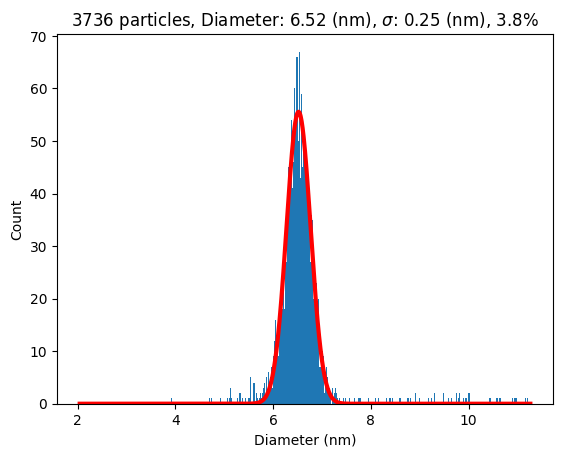 3736 particles, Diameter: 6.52 (nm), σ: 0.25 (nm), 3.8%
70
60
50
40
30
20
10
0
Count
2 4 6 8 10
Diameter (nm)